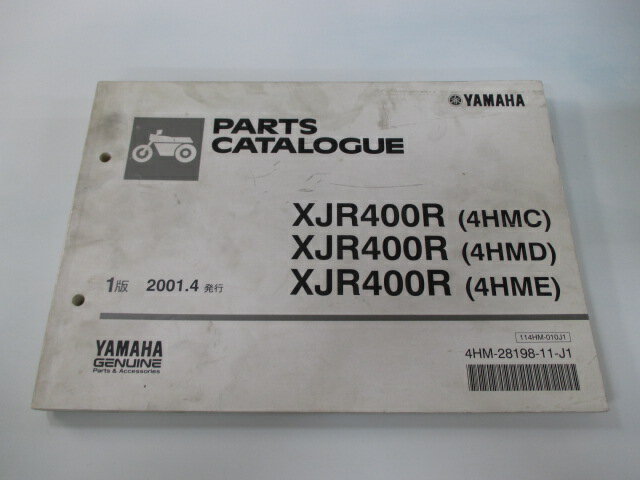 YAMAHA
PARTS
CATALOGUE
XJR400R (4HMC)
XJR400R (4HMD)
XJR400R (4HME)
1版 2001.4 発行
114HM-010J1
4HM-28198-11-J1
YAMAHA
GENUINE
Parts & Accessories